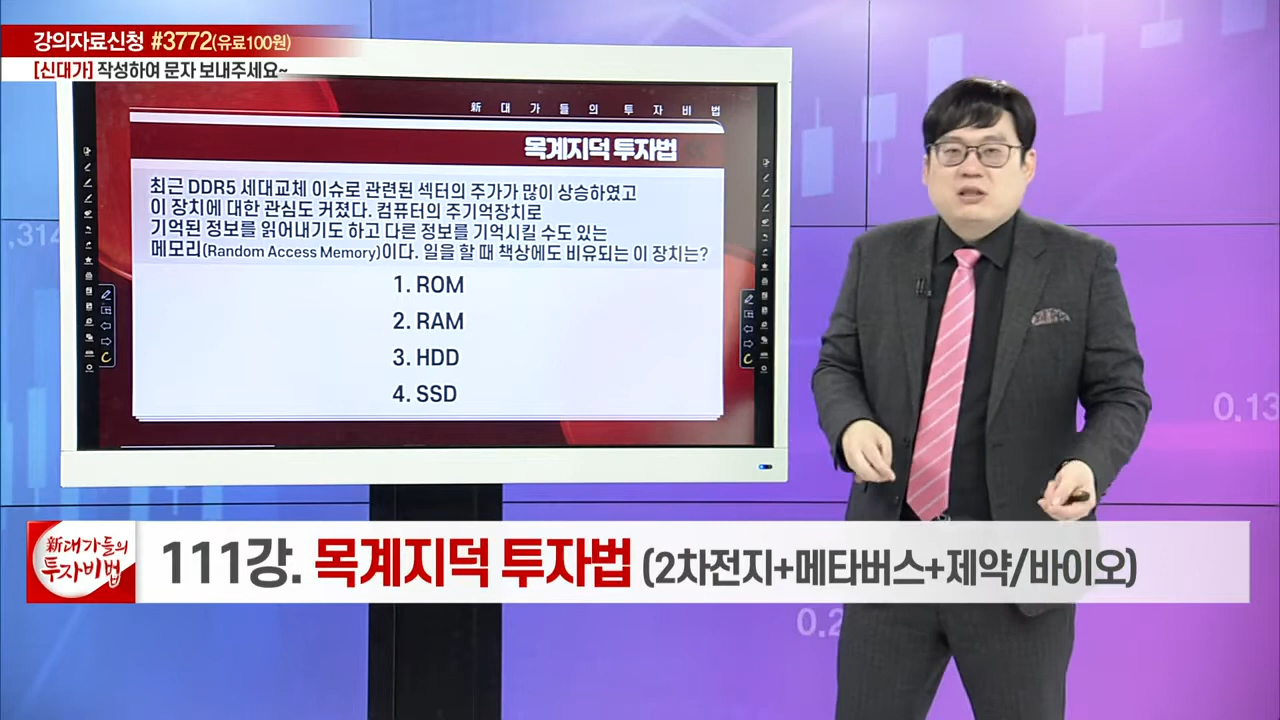 강의자료신청 #3772(유료100원)
[신대가] 작성하여 문자 보내주세요~
新대가들의 투자비법
목계지덕 투자법
최근 DDR5 세대교체 이슈로 관련된 섹터의 주가가 많이 상승하였고
이 장치에 대한 관심도 커졌다. 컴퓨터의 주기억장치로
기억된 정보를 읽어내기도 하고 다른 정보를 기억시킬 수도 있는
메모리(Random Access Memory)이다. 일을 할 때 책상에도 비유되는 이 장치는?
1. ROM
2. RAM
3. HDD
4. SSD
,314
0.13
新대가들의
투자비법
111강. 목계지덕 투자법 (2차전지+메타버스+제약/바이오)
0.2